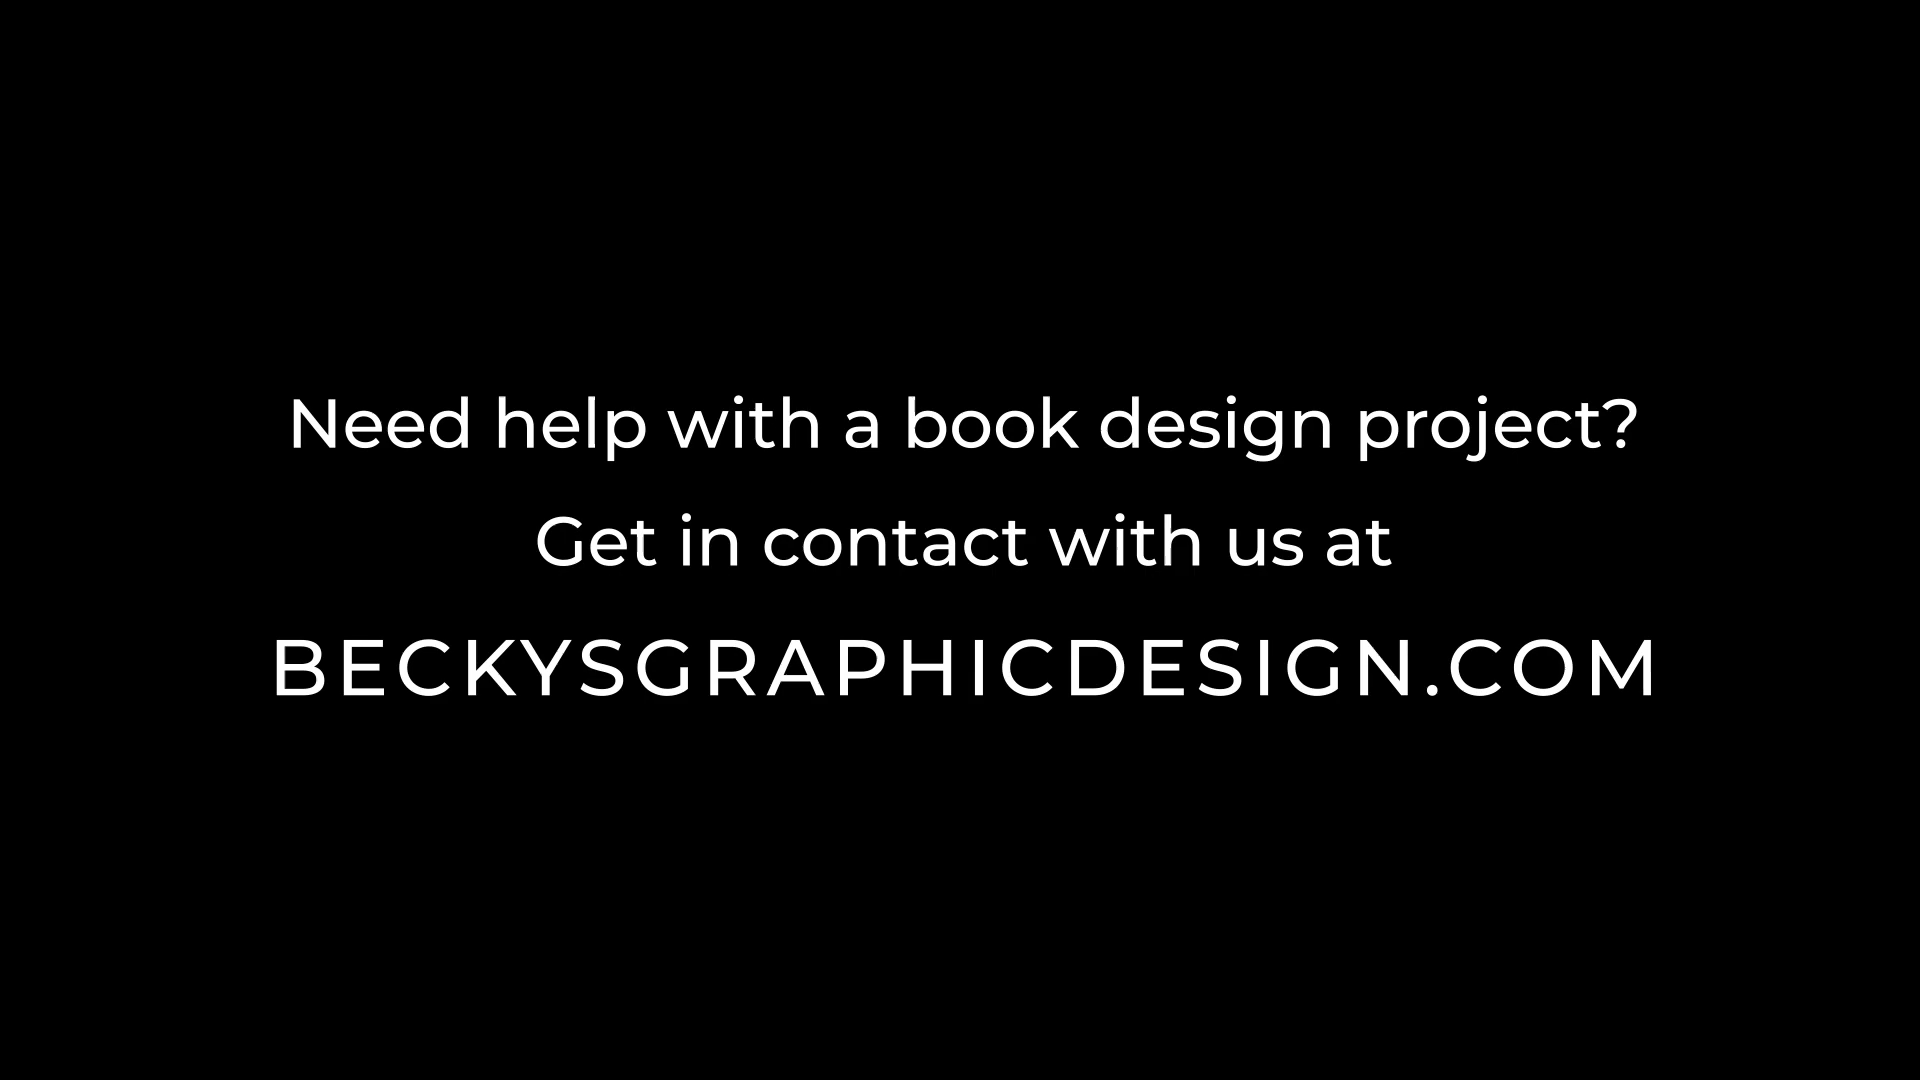 Need help with a book design project?
Get in contact with us at
BECKYSGRAPHICDESIGN.COM